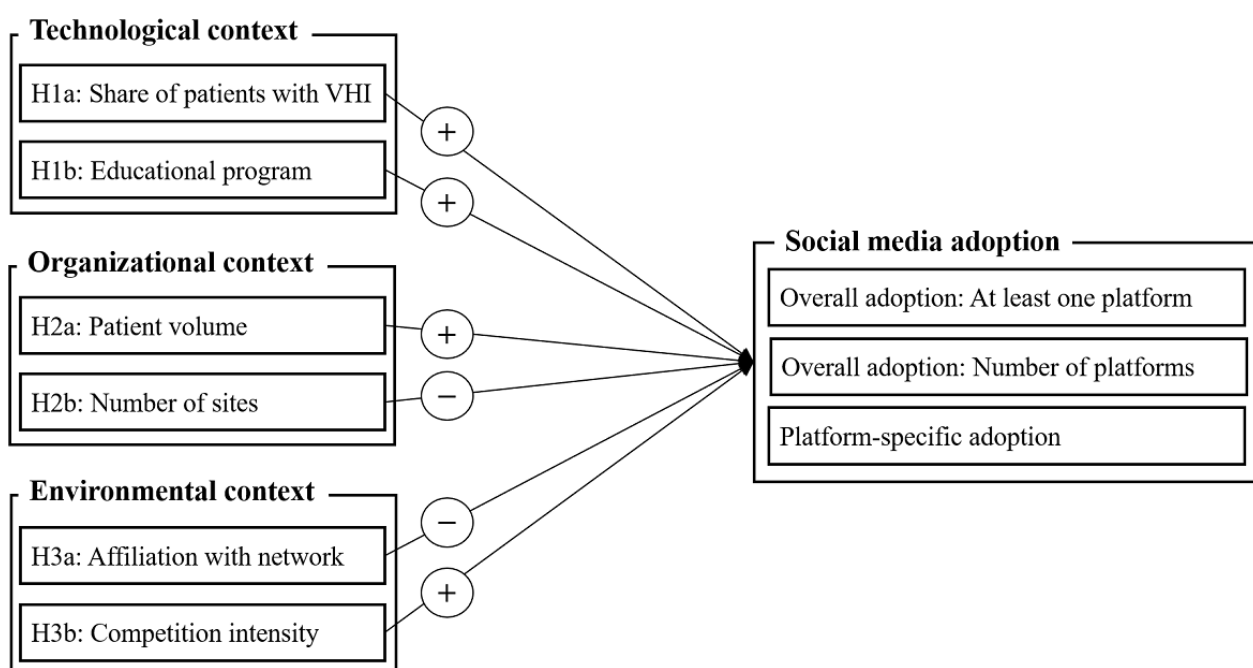 Technological context
H1a: Share of patients with VHI
+
H1b: Educational program
+
Organizational context
H2a: Patient volume
+
H2b: Number of sites
−
Environmental context
H3a: Affiliation with network
−
H3b: Competition intensity
+
Social media adoption
Overall adoption: At least one platform
Overall adoption: Number of platforms
Platform-specific adoption